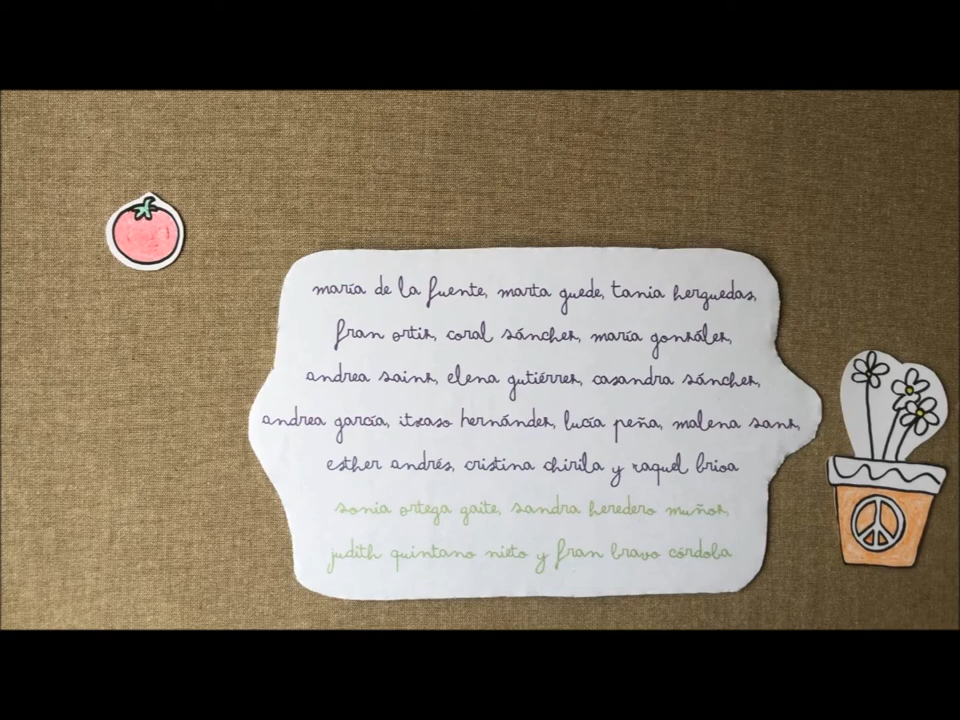 maría de la fuente, marta guede, tania herguedas,
fran ortiz, coral sánchez, maría gonzález,
andrea sainz, elena gutiérrez, casandra sánchez,
andrea garcía, itxaso hernández, lucía peña, malena sanz,
esther andrés, cristina chirila y raquel brioa
sonia ortega gaite, sandra heredero muñoz,
judith quintano nieto y fran bravo córdoba